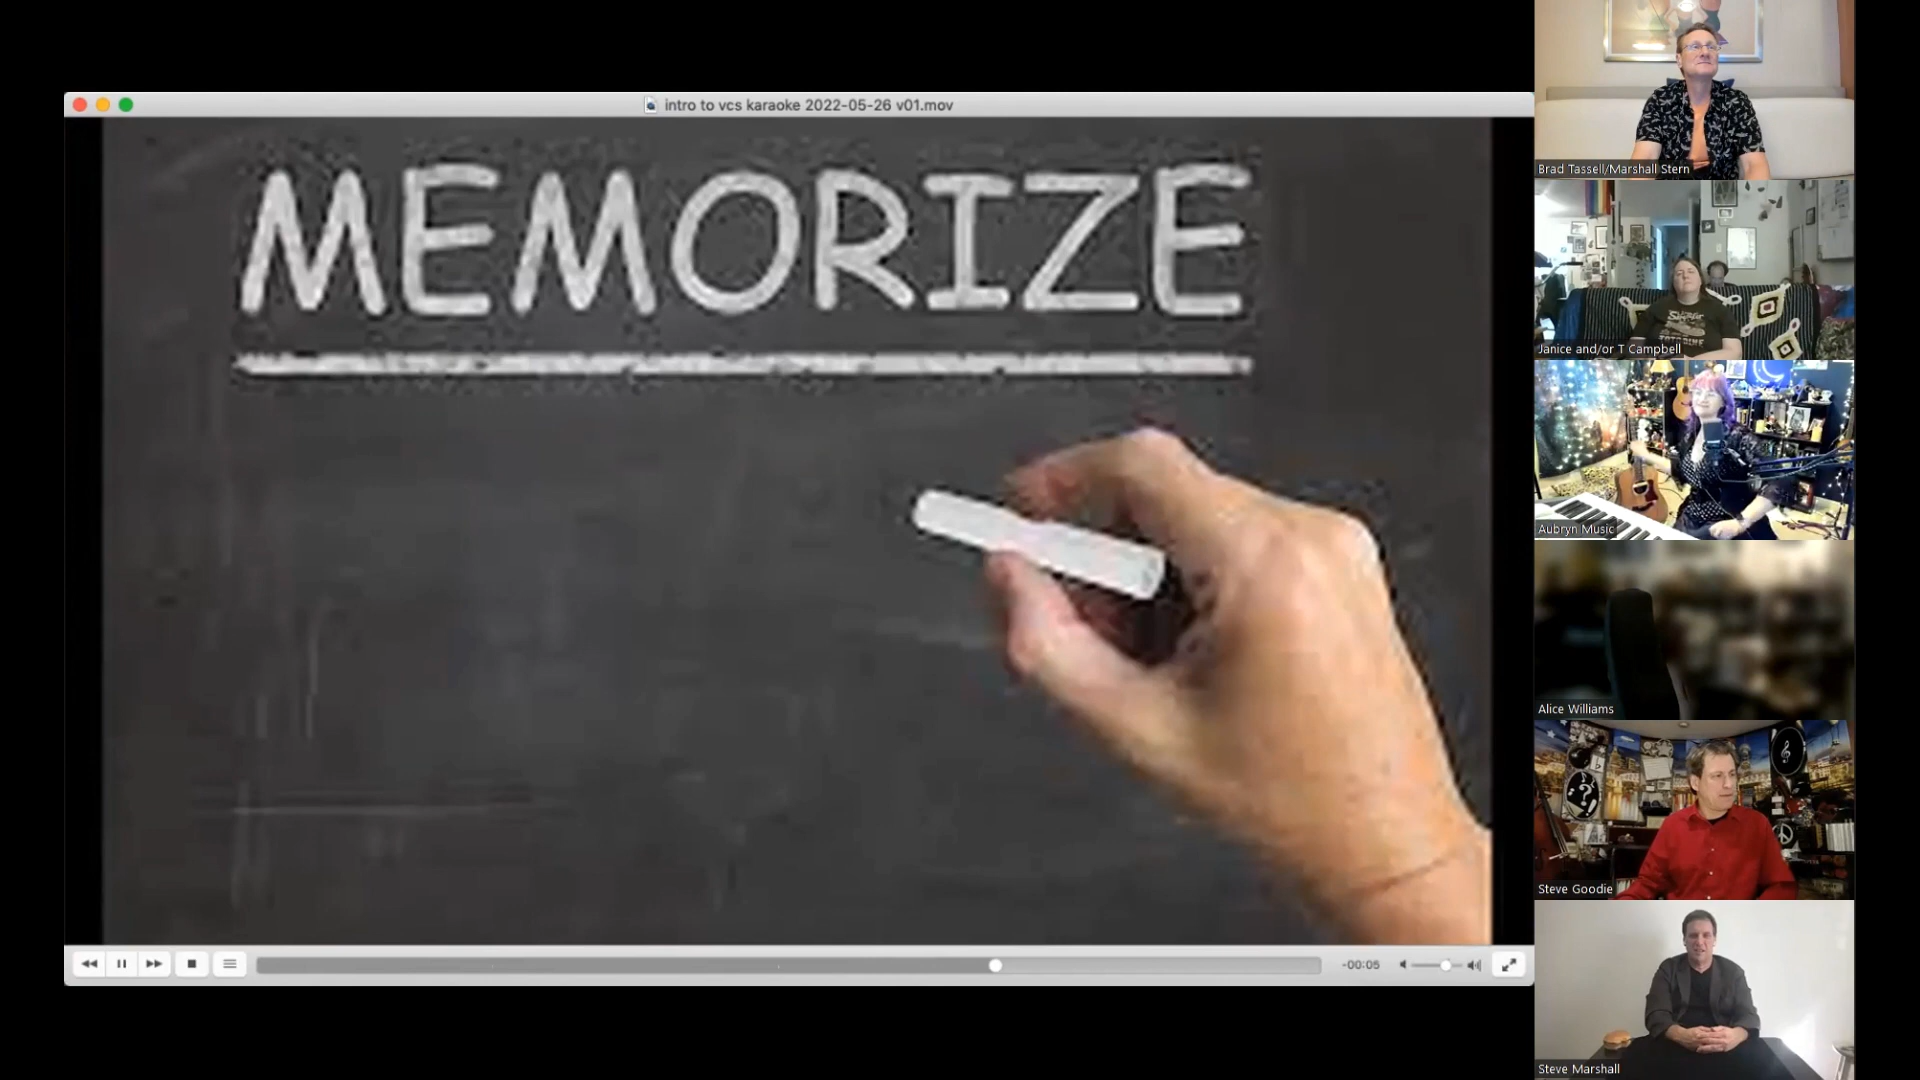 intro to vcs karaoke 2022-05-26 v01.mov
MEMORIZE
-00:05
Brad Tassell/Marshall Stern
Janice and/or T Campbell
Aubryn Music
Alice Williams
Steve Goodie
Steve Marshall